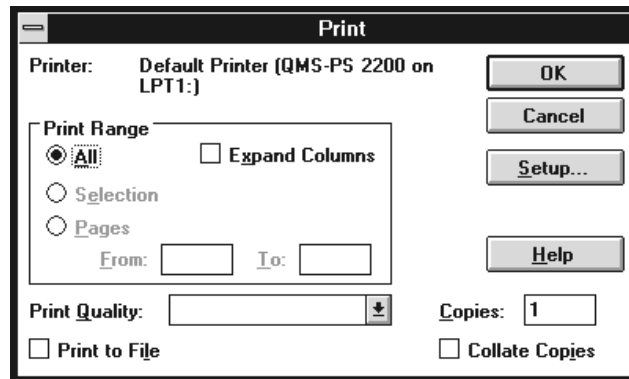 Print
Printer: Default Printer (QMS-PS 2200 on
LPT1:)
OK
Cancel
Print Range
All
Expand Columns
Setup...
Selection
Pages
From: To:
Help
Print Quality:
Copies: 1
Print to File
Collate Copies